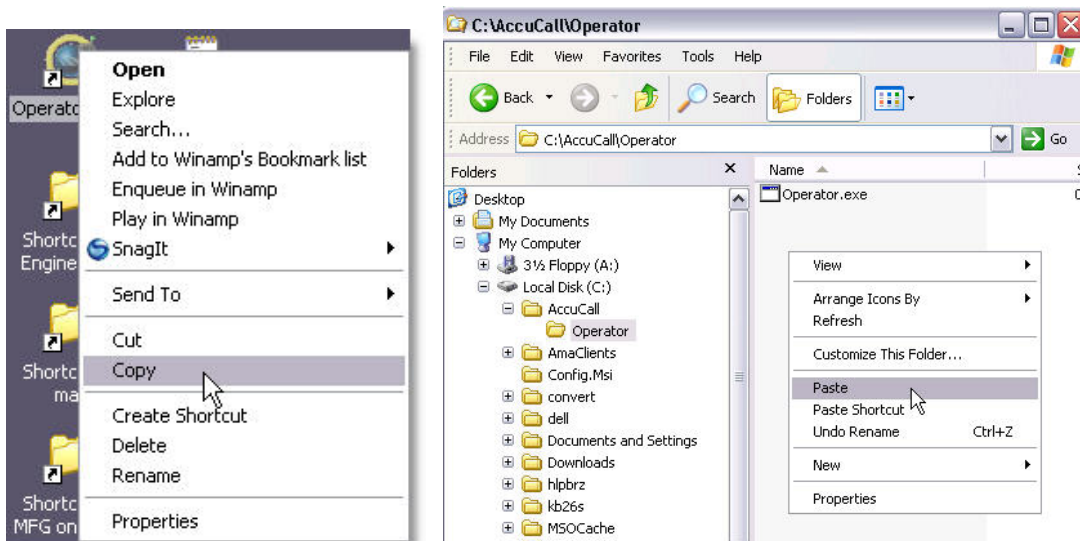 Operato
Shortc
Engine
Shortc
ma
Shortc
MFG on
Open
Explore
Search...
Add to Winamp's Bookmark list
Enqueue in Winamp
Play in Winamp
SnagIt
Send To
Cut
Copy
Create Shortcut
Delete
Rename
Properties
C:\AccuCall\Operator
File Edit View Favorites Tools Help
Back Search Folders
Address C:\AccuCall\Operator Go
Folders x Name
Desktop
My Documents
My Computer
3½ Floppy (A:)
Local Disk (C:)
AccuCall
Operator
AmaClients
Config.Msi
convert
dell
Documents and Settings
Downloads
hlpbrz
kb26s
MSOCache
Operator.exe
View
Arrange Icons By
Refresh
Customize This Folder...
Paste
Paste Shortcut
Undo Rename Ctrl+Z
New
Properties